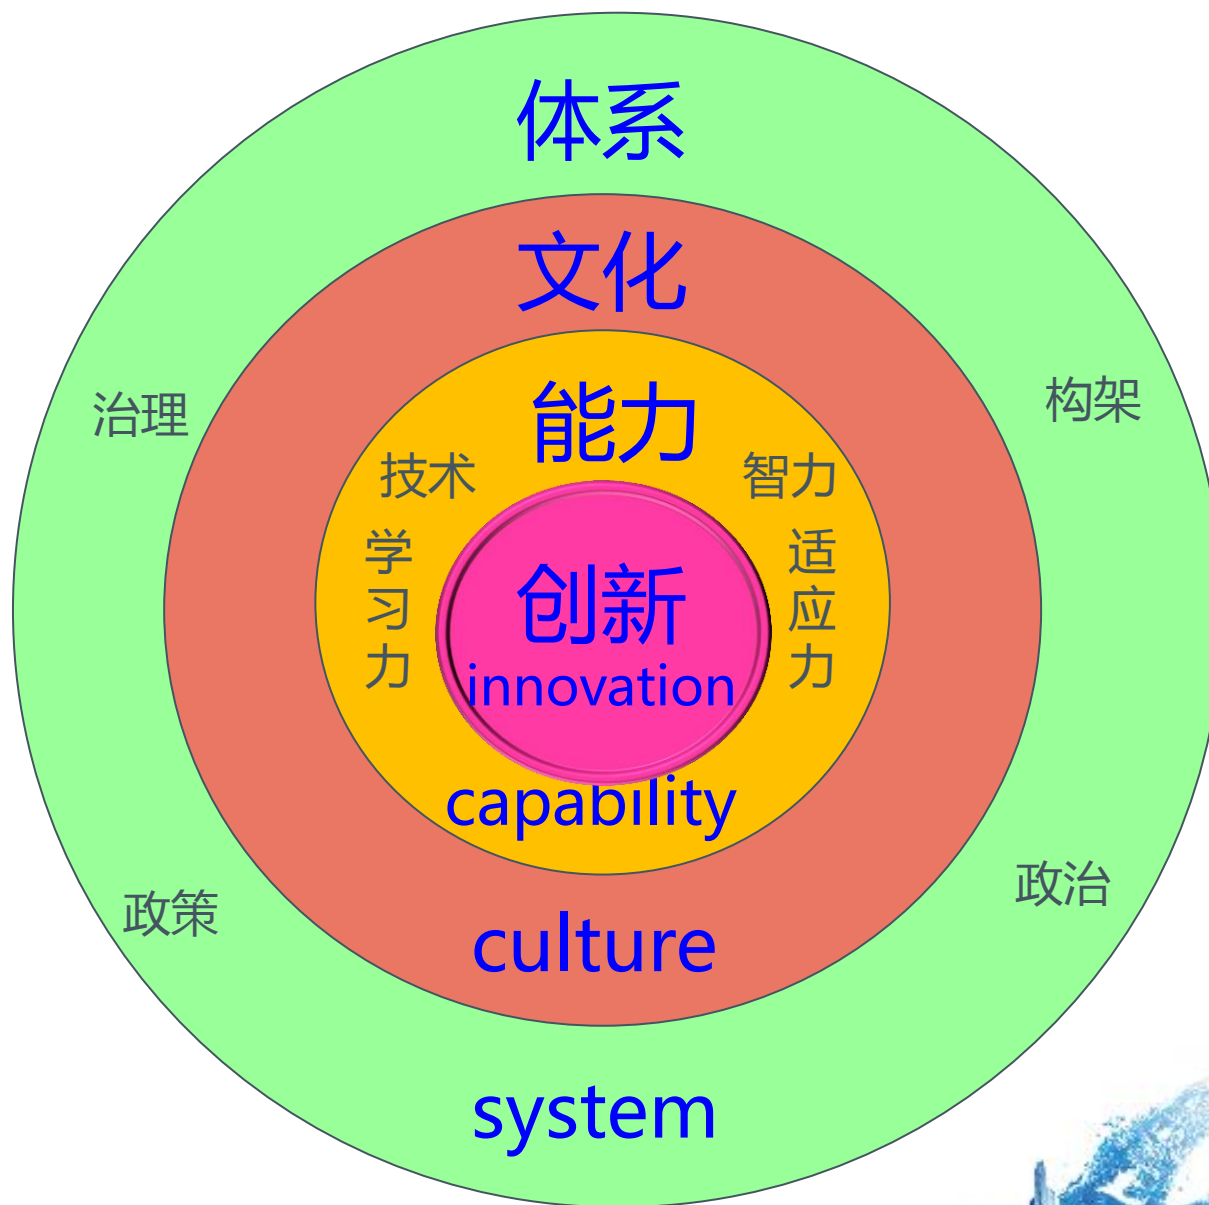 体系
文化
能力
治理
构架
技术
智力
学习力
适应力
创新
innovation
capability
政策
政治
culture
system